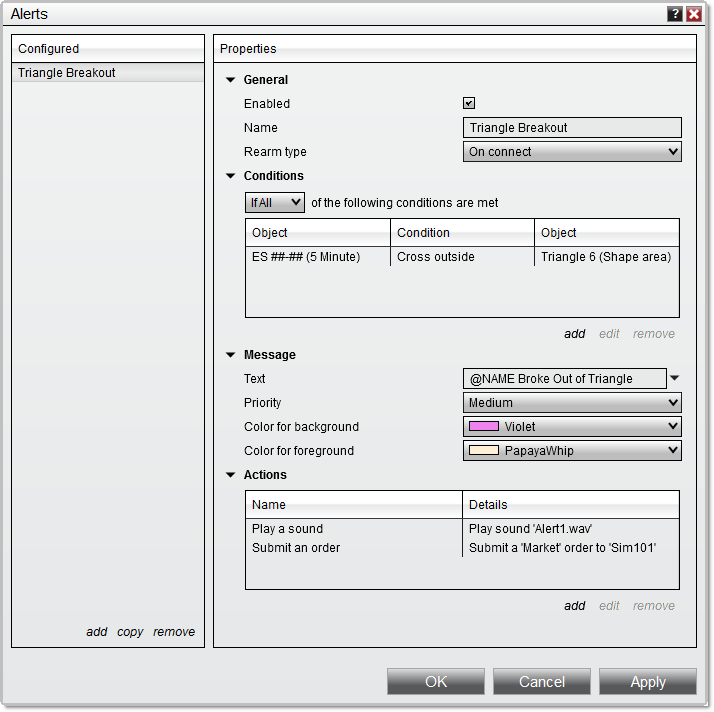 Alerts ?
Configured
Triangle Breakout
add copy remove
Properties
General
Enabled
Name Triangle Breakout
Rearm type On connect
Conditions
If All of the following conditions are met
Object Condition Object
ES ##-## (5 Minute) Cross outside Triangle 6 (Shape area)
add edit remove
Message
Text @NAME Broke Out of Triangle
Priority Medium
Color for background Violet
Color for foreground PapayaWhip
Actions
Name Details
Play a sound Play sound 'Alert1.wav'
Submit an order Submit a 'Market' order to 'Sim101'
add edit remove
OK Cancel Apply